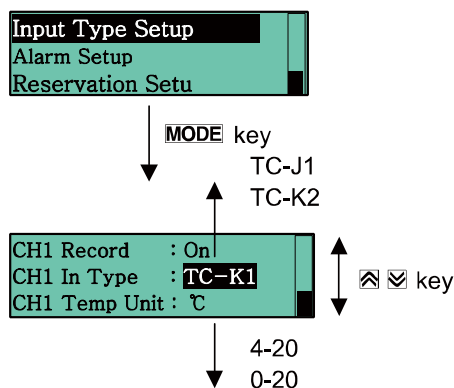 Input Type Setup
Alarm Setup
Reservation Setu
MODE key
TC-J1
TC-K2
CH1 Record : On
CH1 In Type : TC-K1
CH1 Temp Unit : ℃
key
4-20
0-20